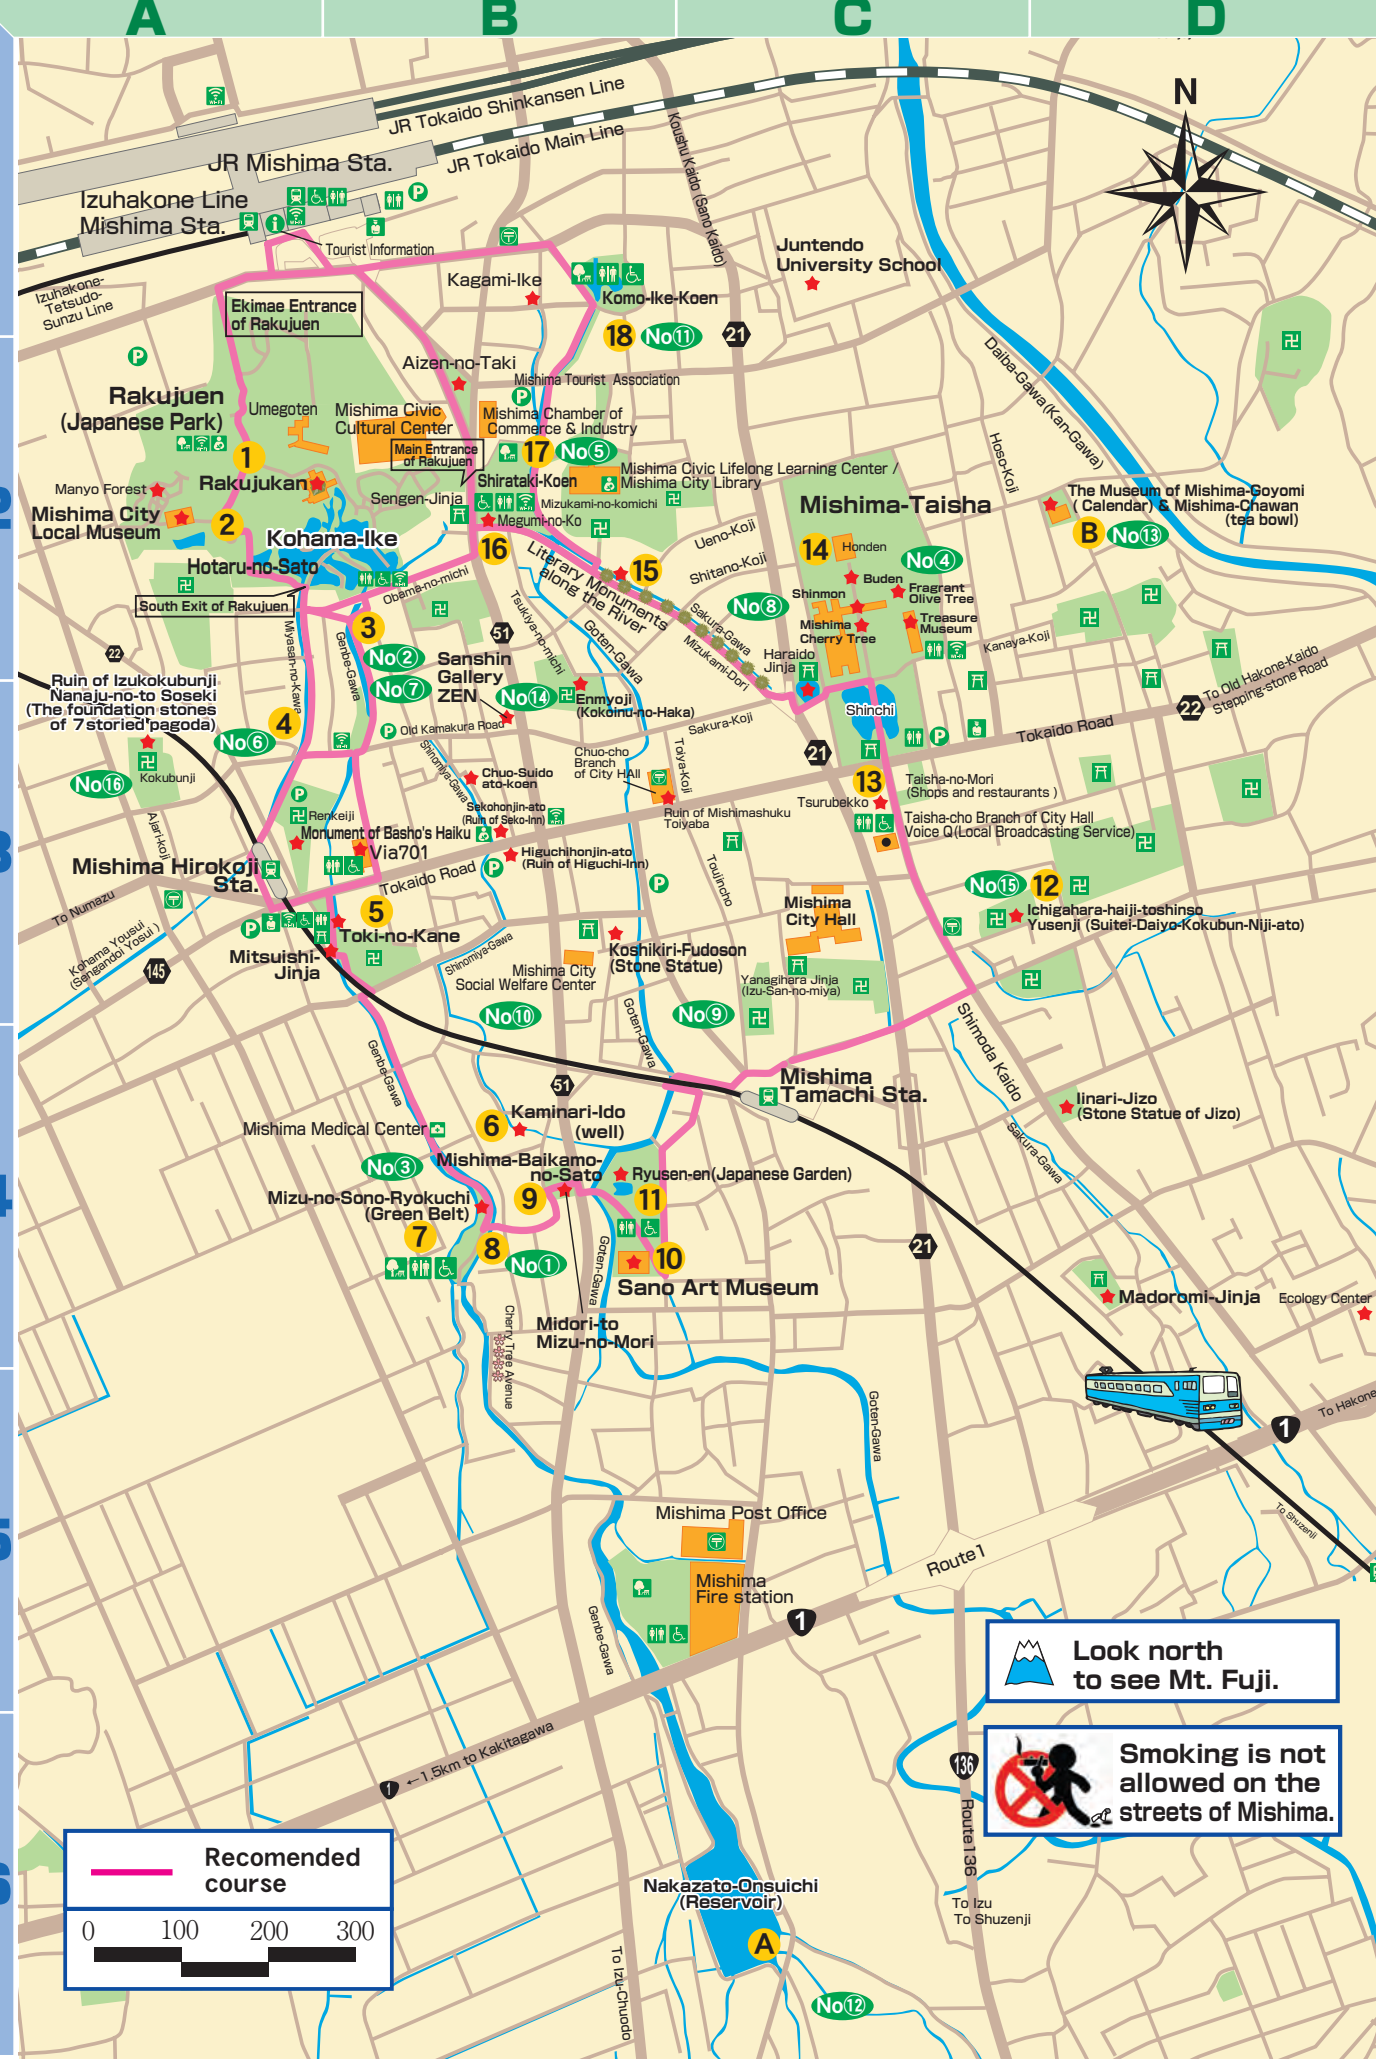 A
B
C
D
N
JR Tokaido Shinkansen Line
JR Tokaido Main Line
JR Mishima Sta.
Izuhakone Line
Mishima Sta.
Tourist Information
Izuhakone-
Tetsudo-
Sunzu Line
Koushu Kaido (Sano Kaido)
Juntendo
University School
Kagami-Ike
Komo-Ike-Koen
18
No⑪
21
Ekimae Entrance
of Rakujuen
Aizen-no-Taki
Mishima Tourist Association
Daiba-Gawa (Kan-Gawa)
Rakujuen
(Japanese Park)
Umegoten
Mishima Civic
Cultural Center
Mishima Chamber of
Commerce & Industry
Main Entrance
of Rakujuen
17
No⑤
1
Hoso-Koji
Mishima Civic Lifelong Learning Center /
Mishima City Library
Shirataki-Koen
Manyo Forest
Rakujukan
Sengen-Jinja
Mizukami-no-komichi
Mishima-Taisha
The Museum of Mishima-Goyomi
( Calendar) & Mishima-Chawan
(tea bowl)
B
No⑬
Mishima City
Local Museum
2
Megumi-no-Ko
Ueno-Koji
Kohama-Ike
16
Literary Monuments
along the River
14
Honden
No④
Hotaru-no-Sato
15
Shitano-Koji
Buden
Shinmon
Fragrant
Olive Tree
South Exit of Rakujuen
Obama-no-michi
No⑧
Mishima
Cherry Tree
Treasure
Museum
Miyasan-no-Kawa
Genbe-Gawa
3
Tsukiya-no-michi
Goten-Gawa
Sakura-Gawa
Mizukami-Dori
Haraido
Jinja
Kanaya-Koji
22
No②
51
Sanshin
Gallery
ZEN
No⑦
No⑭
Enmyoji
(Kokoinu-no-Haka)
Ruin of Izukokubunji
Nanaju-no-to Soseki
(The foundation stones
of 7storied pagoda)
To Old Hakone-Kaido
Stepping-stone Road
22
Shinchi
4
No⑥
Old Kamakura Road
Sakura-Koji
Tokaido Road
21
Kokubunji
No⑯
Shinomiya-Gawa
Chuo-cho
Branch
of City HAll
Toiya-Koji
Chuo-Suido
ato-koen
13
Taisha-no-Mori
(Shops and restaurants )
Tsurubekko
Ajari-koji
Renkeiji
Sekohonjin-ato
(Ruin of Seko-Inn)
Ruin of Mishimashuku
Toiyaba
Taisha-cho Branch of City Hall
Voice Q(Local Broadcasting Service)
3
Monument of Basho's Haiku
Via701
Mishima Hirokoji
Sta.
Higuchihonjin-ato
(Ruin of Higuchi-Inn)
Tokaido Road
Toujincho
No⑮
12
To Numazu
5
Mishima
City Hall
Ichigahara-haiji-toshinso
Yusenji (Suitei-Daiyo-Kokubun-Niji-ato)
Kohama Yousui
(Sengandoi Yosui )
145
Toki-no-Kane
Mitsuishi-
Jinja
Shinomiya-Gawa
Koshikiri-Fudoson
(Stone Statue)
Mishima City
Social Welfare Center
Yanagihara Jinja
(Izu-San-no-miya)
No⑩
Goten-Gawa
No⑨
Shimoda Kaido
Genbe-Gawa
51
Mishima
Tamachi Sta.
Iinari-Jizo
(Stone Statue of Jizo)
6
Kaminari-Ido
(well)
Mishima Medical Center
Sakura-Gawa
4
No③
Mishima-Baikamo-
no-Sato
Ryusen-en(Japanese Garden)
Mizu-no-Sono-Ryokuchi
(Green Belt)
9
11
7
8
No①
Goten-Gawa
10
21
Sano Art Museum
Madoromi-Jinja
Ecology Center
Cherry Tree Avenue
Midori-to
Mizu-no-Mori
Goten-Gawa
To Hakone
1
To Shuzenji
5
Mishima Post Office
Route1
Mishima
Fire station
Genbe-Gawa
1
Look north
to see Mt. Fuji.
1
←1.5km to Kakitagawa
136
Smoking is not
allowed on the
streets of Mishima.
Route136
Recomended
course
0
100
200
300
Nakazato-Onsuichi
(Reservoir)
To Izu
To Shuzenji
A
To Izu-Chuodo
No⑫